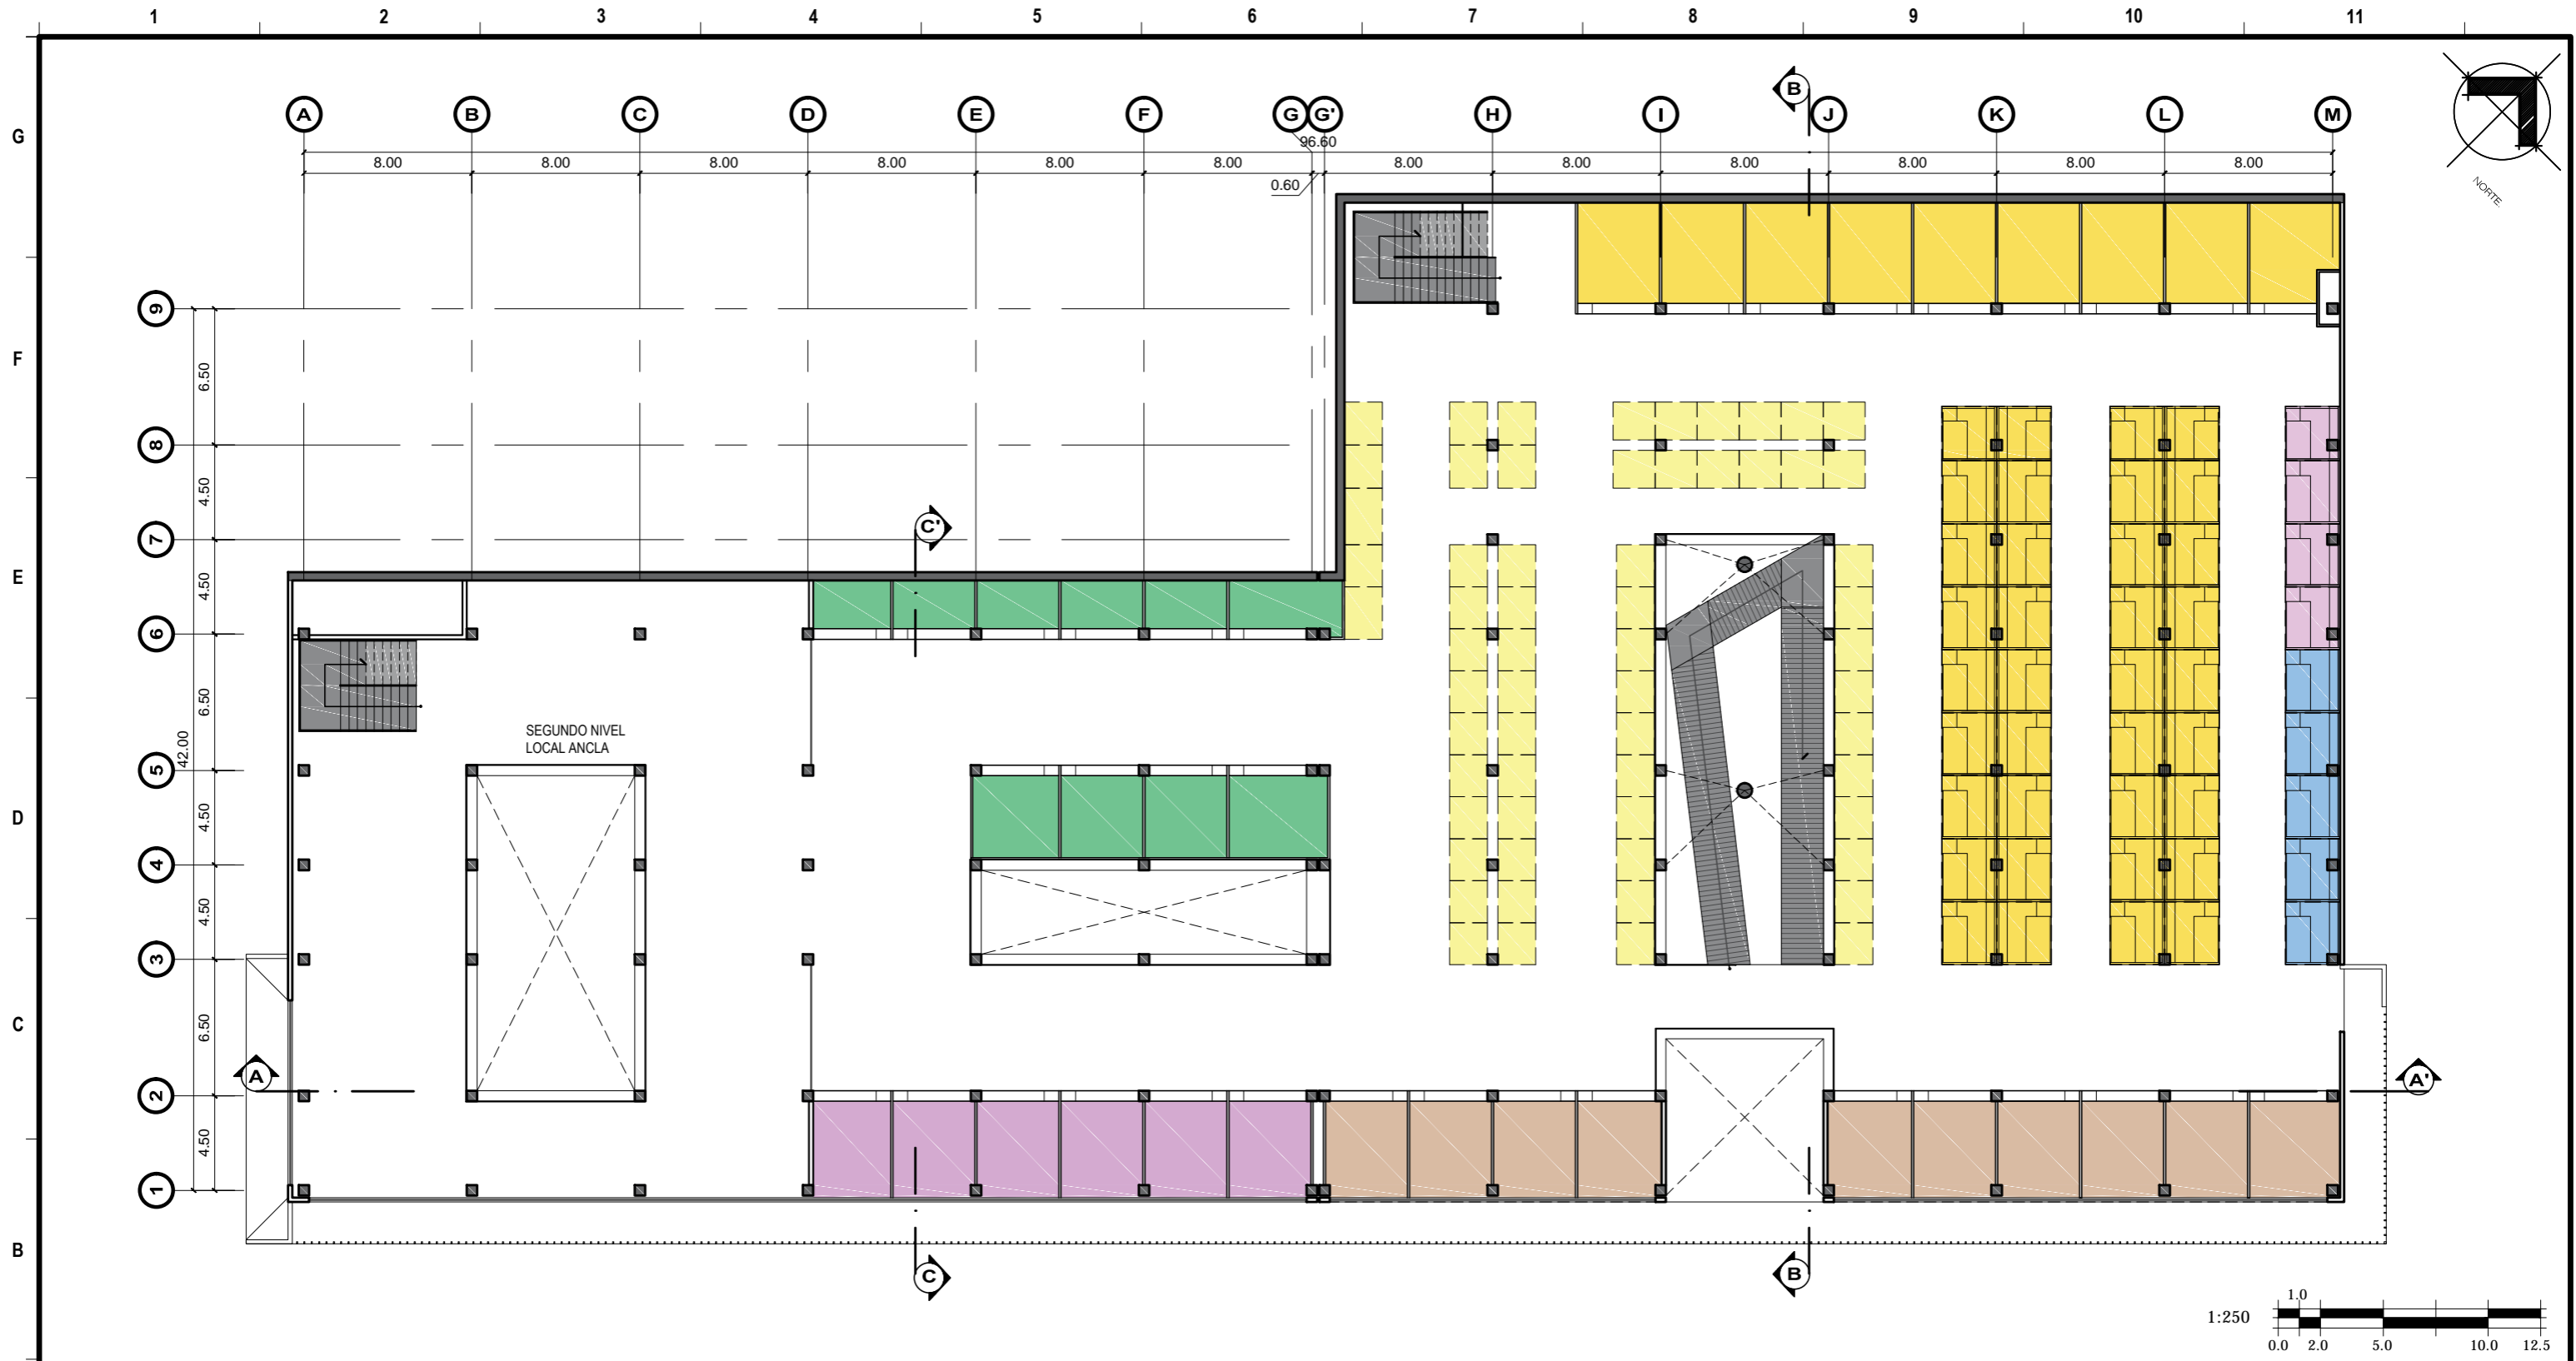 1 2 3 4 5 6 7 8 9 10 11
G
A B C D E F G G' H I B J K L M
96.60
8.00 8.00 8.00 8.00 8.00 8.00 8.00 8.00 8.00 8.00 8.00 8.00
0.60
NORTE
9
F
6.50
8
4.50
7
C'
E
4.50
6
6.50
SEGUNDO NIVEL
LOCAL ANCLA
42.00
5
D
4.50
4
4.50
3
C
6.50
A A'
2
4.50
1
B
C B
1:250
1.0
0.0 2.0 5.0 10.0 12.5